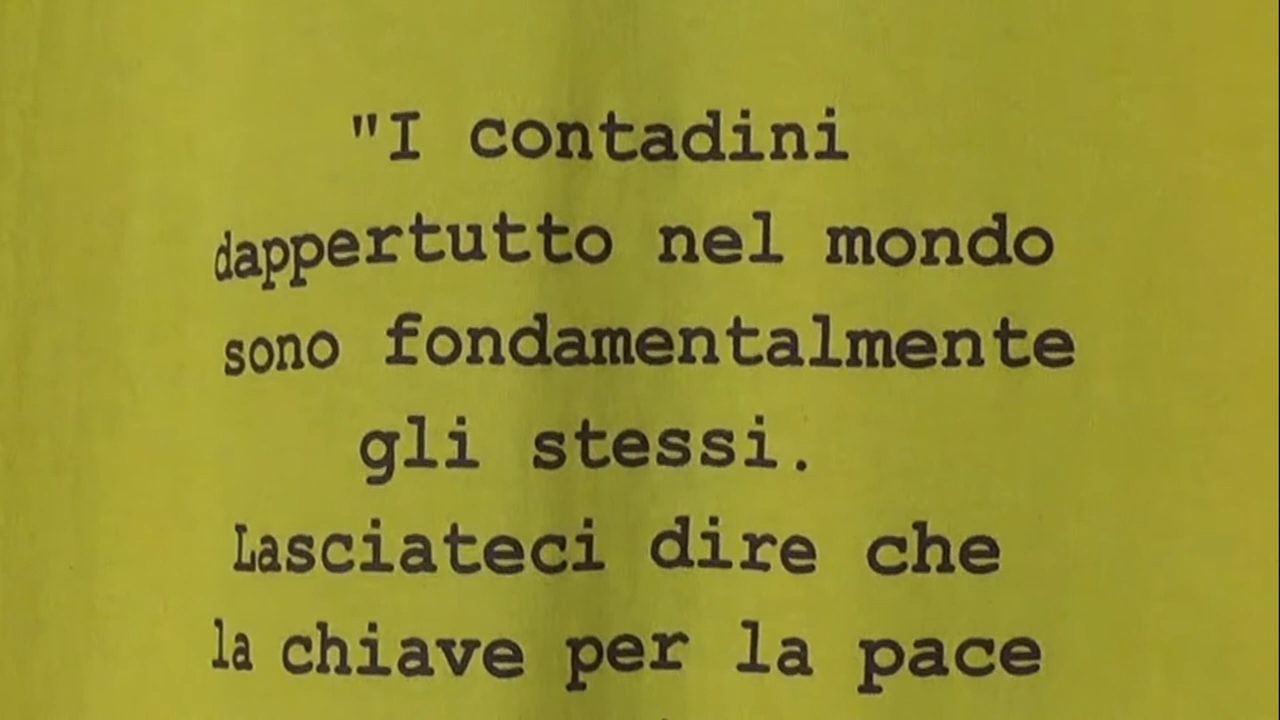 "I contadini
dappertutto nel mondo
sono fondamentalmente
gli stessi.
Lasciateci dire che
la chiave per la pace